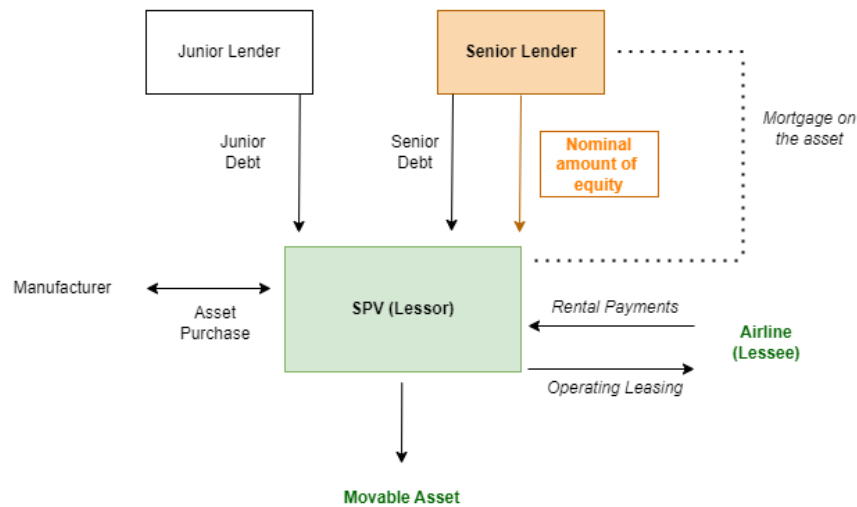 Junior Lender
Senior Lender
Mortgage on
the asset
Junior
Debt
Senior
Debt
Nominal
amount of
equity
Manufacturer
Asset
Purchase
SPV (Lessor)
Rental Payments
Airline
(Lessee)
Operating Leasing
Movable Asset